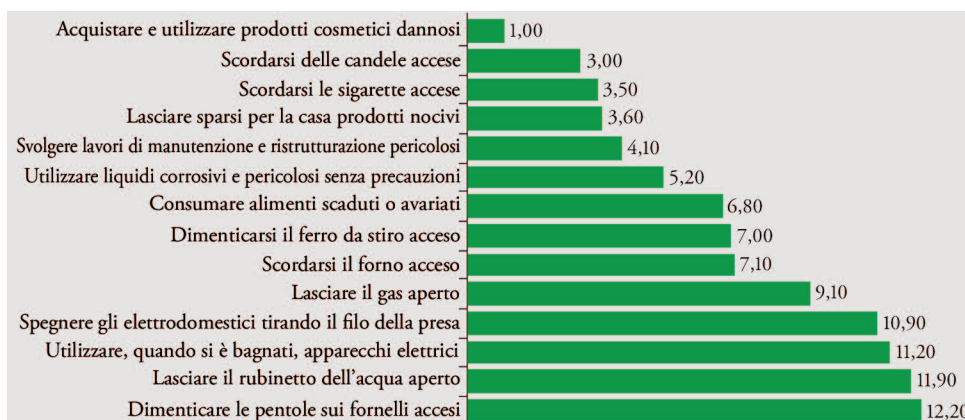 Acquistare e utilizzare prodotti cosmetici dannosi 1,00
Scordarsi delle candele accese 3,00
Scordarsi le sigarette accese 3,50
Lasciare sparsi per la casa prodotti nocivi 3,60
Svolgere lavori di manutenzione e ristrutturazione pericolosi 4,10
Utilizzare liquidi corrosivi e pericolosi senza precauzioni 5,20
Consumare alimenti scaduti o avariati 6,80
Dimenticarsi il ferro da stiro acceso 7,00
Scordarsi il forno acceso 7,10
Lasciare il gas aperto 9,10
Spegnere gli elettrodomestici tirando il filo della presa 10,90
Utilizzare, quando si è bagnati, apparecchi elettrici 11,20
Lasciare il rubinetto dell’acqua aperto 11,90
Dimenticare le pentole sui fornelli accesi 12,20